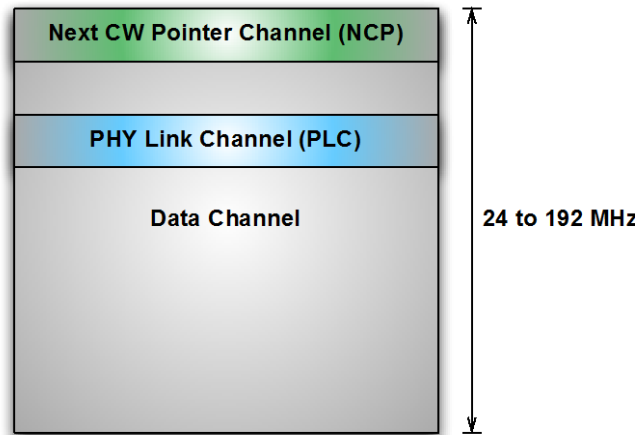 Next CW Pointer Channel (NCP)
PHY Link Channel (PLC)
Data Channel
24 to 192 MHz